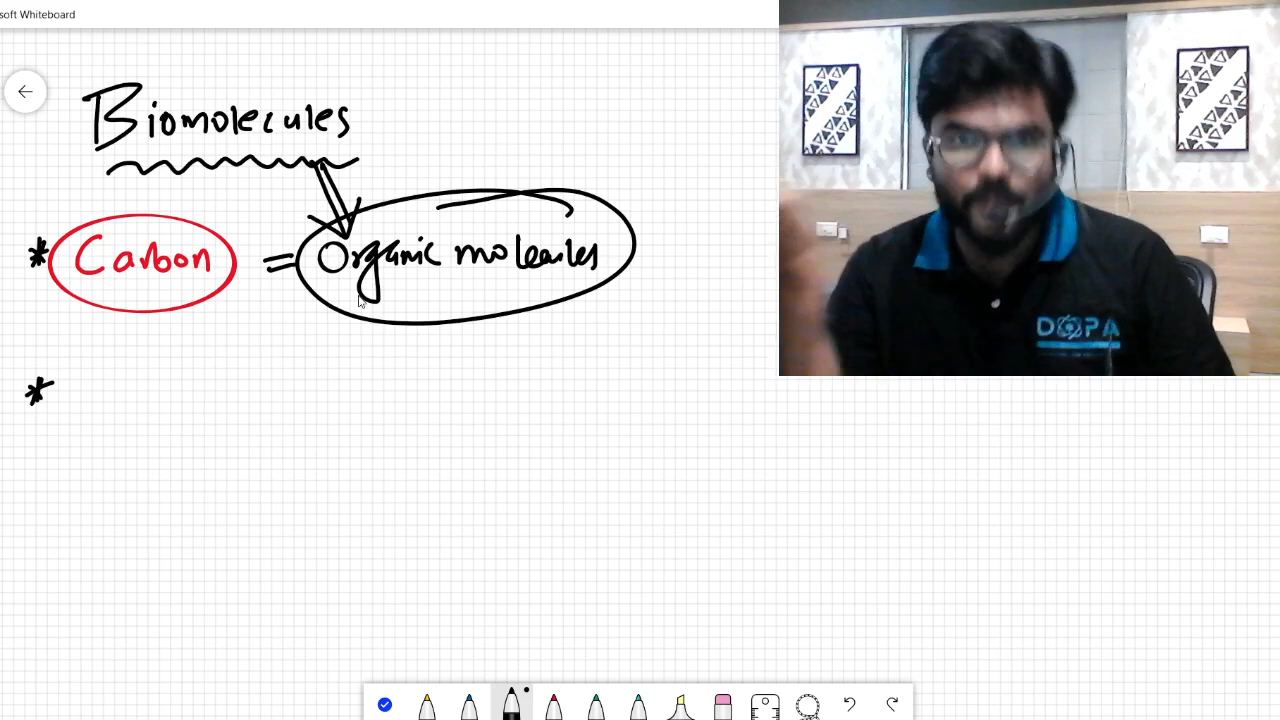 soft Whiteboard
Biomolecules
* Carbon = Organic molecules
*
DOPA